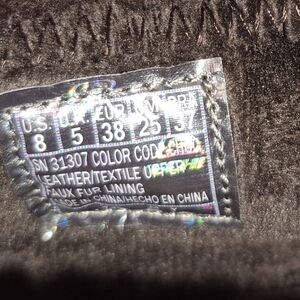 U.S. U.K. EUR
8 5 38 25 37
SN 31307 COLOR CODE
LEATHER/TEXTILE UPPER
FAUX FUR LINING
MADE IN CHINA/HECHO EN CHINA